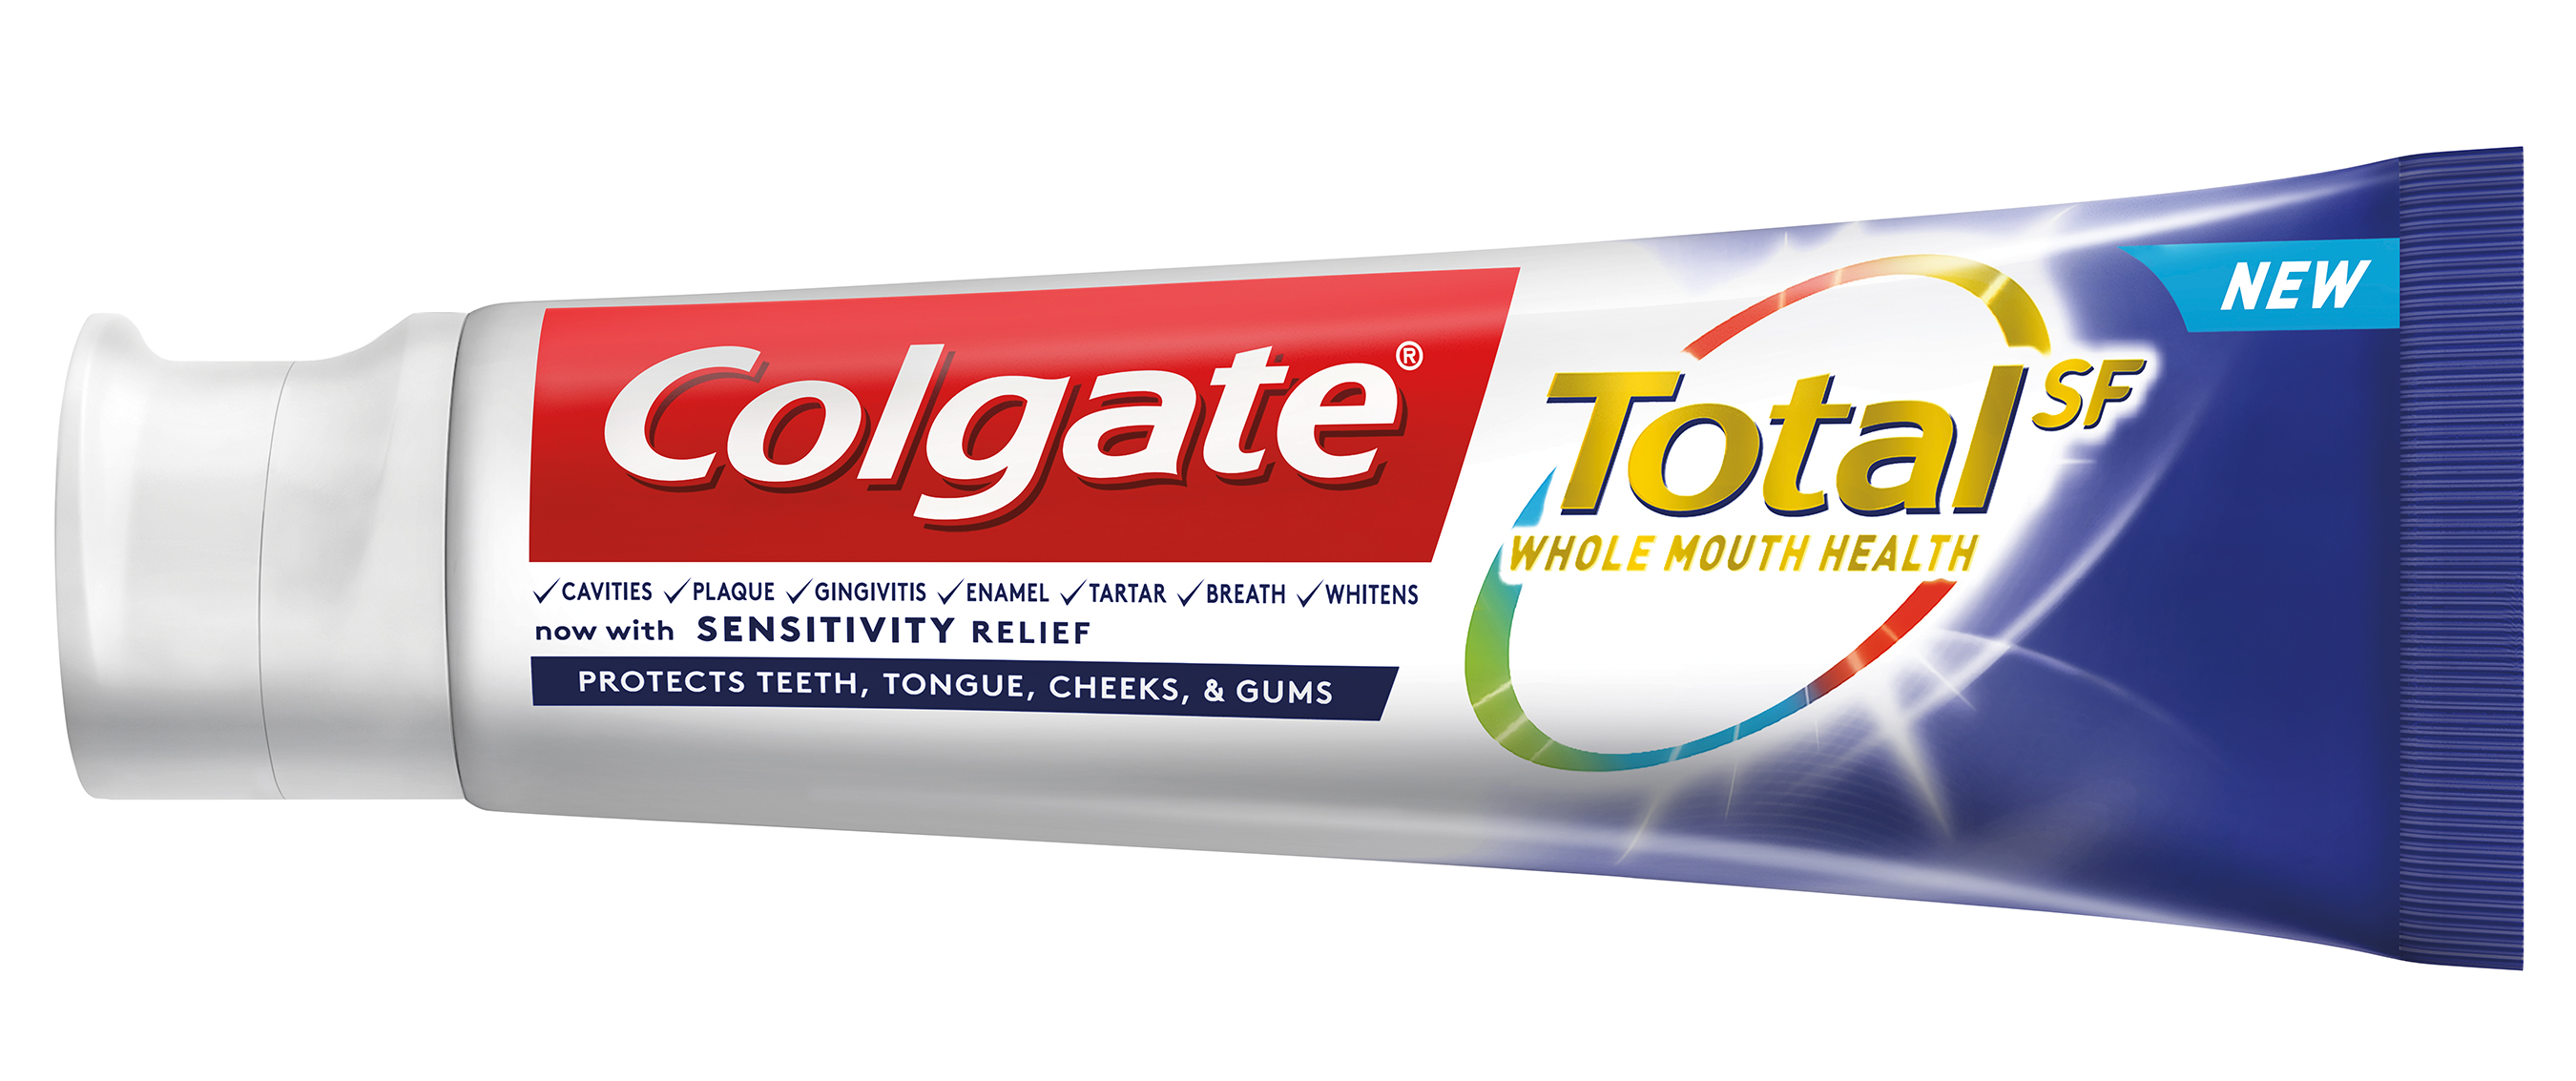 Colgate®
Total SF
WHOLE MOUTH HEALTH
NEW
✓CAVITIES ✓PLAQUE ✓GINGIVITIS ✓ENAMEL ✓TARTAR ✓BREATH ✓WHITENS
now with SENSITIVITY RELIEF
PROTECTS TEETH, TONGUE, CHEEKS, & GUMS